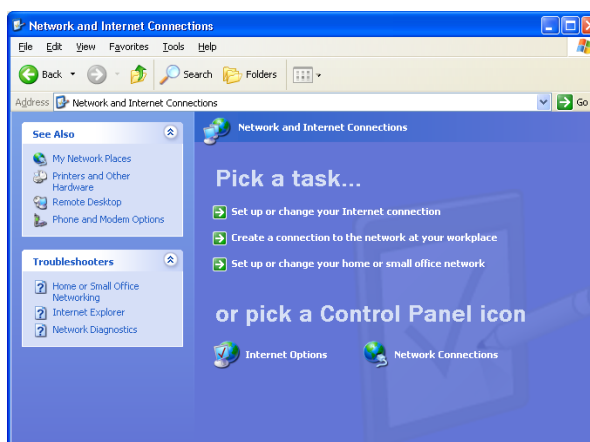 Network and Internet Connections
File Edit View Favorites Tools Help
Back Search Folders
Address Network and Internet Connections Go
See Also
My Network Places
Printers and Other
Hardware
Remote Desktop
Phone and Modem Options
Troubleshooters
Home or Small Office
Networking
Internet Explorer
Network Diagnostics
Network and Internet Connections
Pick a task...
Set up or change your Internet connection
Create a connection to the network at your workplace
Set up or change your home or small office network
or pick a Control Panel icon
Internet Options Network Connections